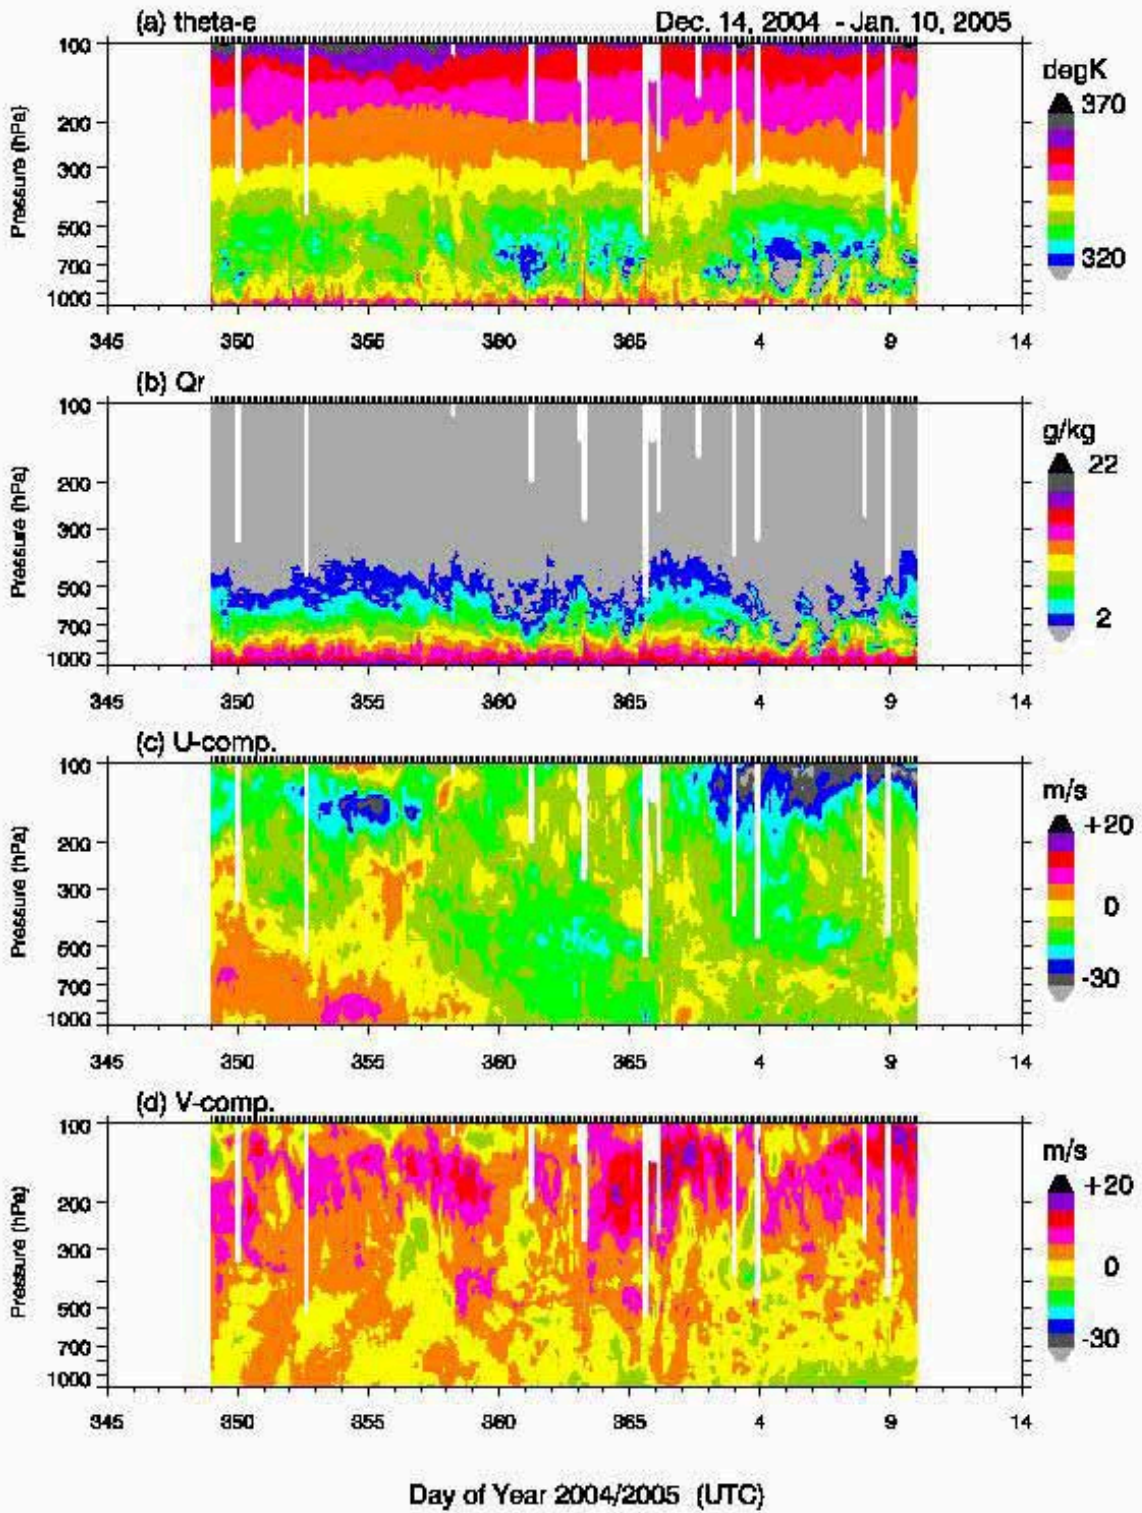 (a) theta-e Dec. 14, 2004 - Jan. 10, 2005
100
200
300
500
700
1000
Pressure (hPa)
345 350 355 360 365 4 9 14
degK
370
320
(b) Qr
100
200
300
500
700
1000
Pressure (hPa)
345 350 355 360 365 4 9 14
g/kg
22
2
(c) U-comp.
100
200
300
500
700
1000
Pressure (hPa)
345 350 355 360 365 4 9 14
m/s
+20
0
-30
(d) V-comp.
100
200
300
500
700
1000
Pressure (hPa)
345 350 355 360 365 4 9 14
m/s
+20
0
-30
Day of Year 2004/2005 (UTC)